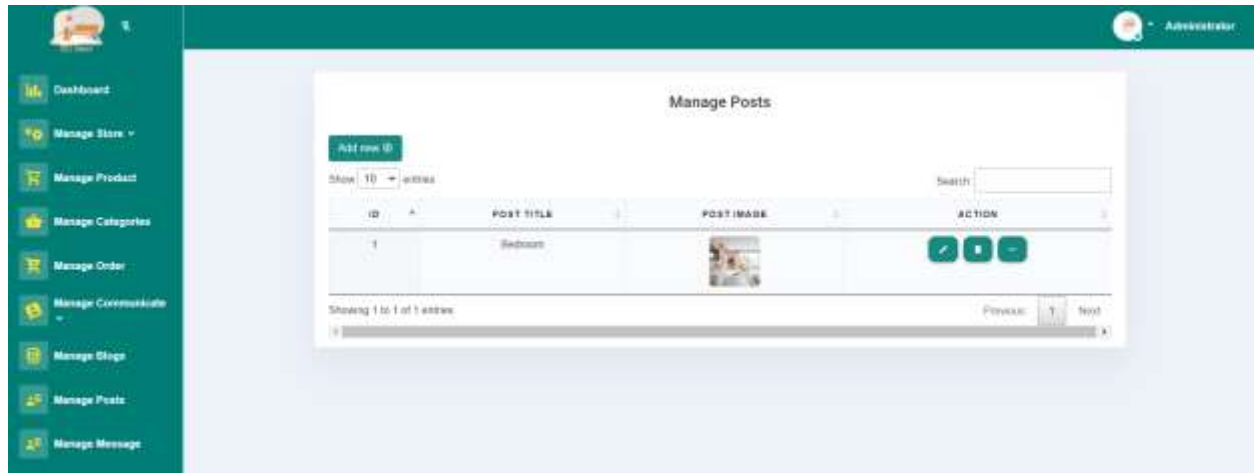 Administrator
Dashboard
Manage Store
Manage Product
Manage Categories
Manage Order
Manage Communicate
Manage Blogs
Manage Posts
Manage Message
Manage Posts
Add new
Show 10 entries
Search:
ID POST TITLE POST IMAGE ACTION
1 Bedroom
Showing 1 to 1 of 1 entries
Previous 1 Next